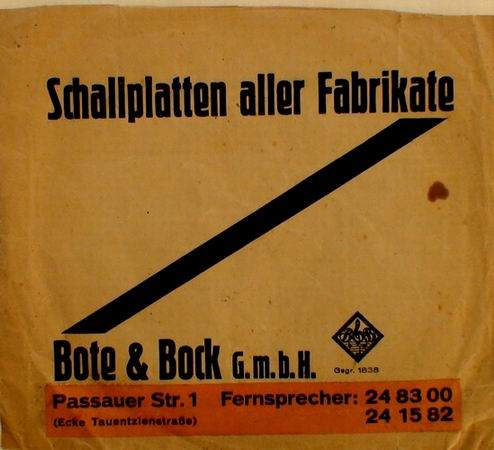 Schallplatten aller Fabrikate
Bote & Bock G.m.b.H.
Gegr. 1838
Passauer Str. 1 Fernsprecher: 24 83 00
(Ecke Tauentzienstraße) 24 15 82